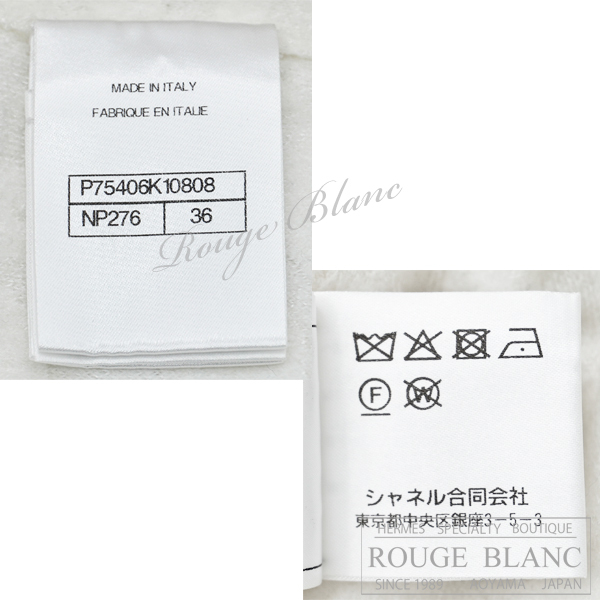 MADE IN ITALY
FABRIQUE EN ITALIE
P75406K10808
NP276 36
Rouge Blanc
F
W
シャネル合同会社
東京都中央区銀座3-5-3
HERMES SPECIALTY BOUTIQUE
ROUGE BLANC
SINCE 1989 AOYAMA . JAPAN